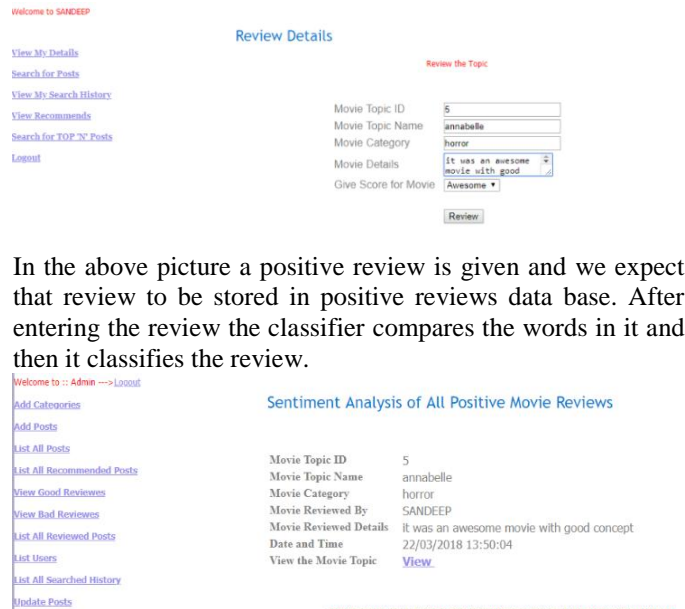 Welcome to SANDEEP
Review Details
View My Details
Search for Posts
View My Search History
View Recommends
Search for TOP 'N' Posts
Logout
Review the Topic
Movie Topic ID 5
Movie Topic Name annabelle
Movie Category horror
Movie Details it was an awesome
movie with good
Give Score for Movie Awesome
Review
In the above picture a positive review is given and we expect
that review to be stored in positive reviews data base. After
entering the review the classifier compares the words in it and
then it classifies the review.
Welcome to :: Admin --->Logout
Add Categories
Add Posts
List All Posts
List All Recommended Posts
View Good Reviewes
View Bad Reviewes
List All Reviewed Posts
List Users
List All Searched History
Update Posts
Sentiment Analysis of All Positive Movie Reviews
Movie Topic ID 5
Movie Topic Name annabelle
Movie Category horror
Movie Reviewed By SANDEEP
Movie Reviewed Details it was an awesome movie with good concept
Date and Time 22/03/2018 13:50:04
View the Movie Topic View